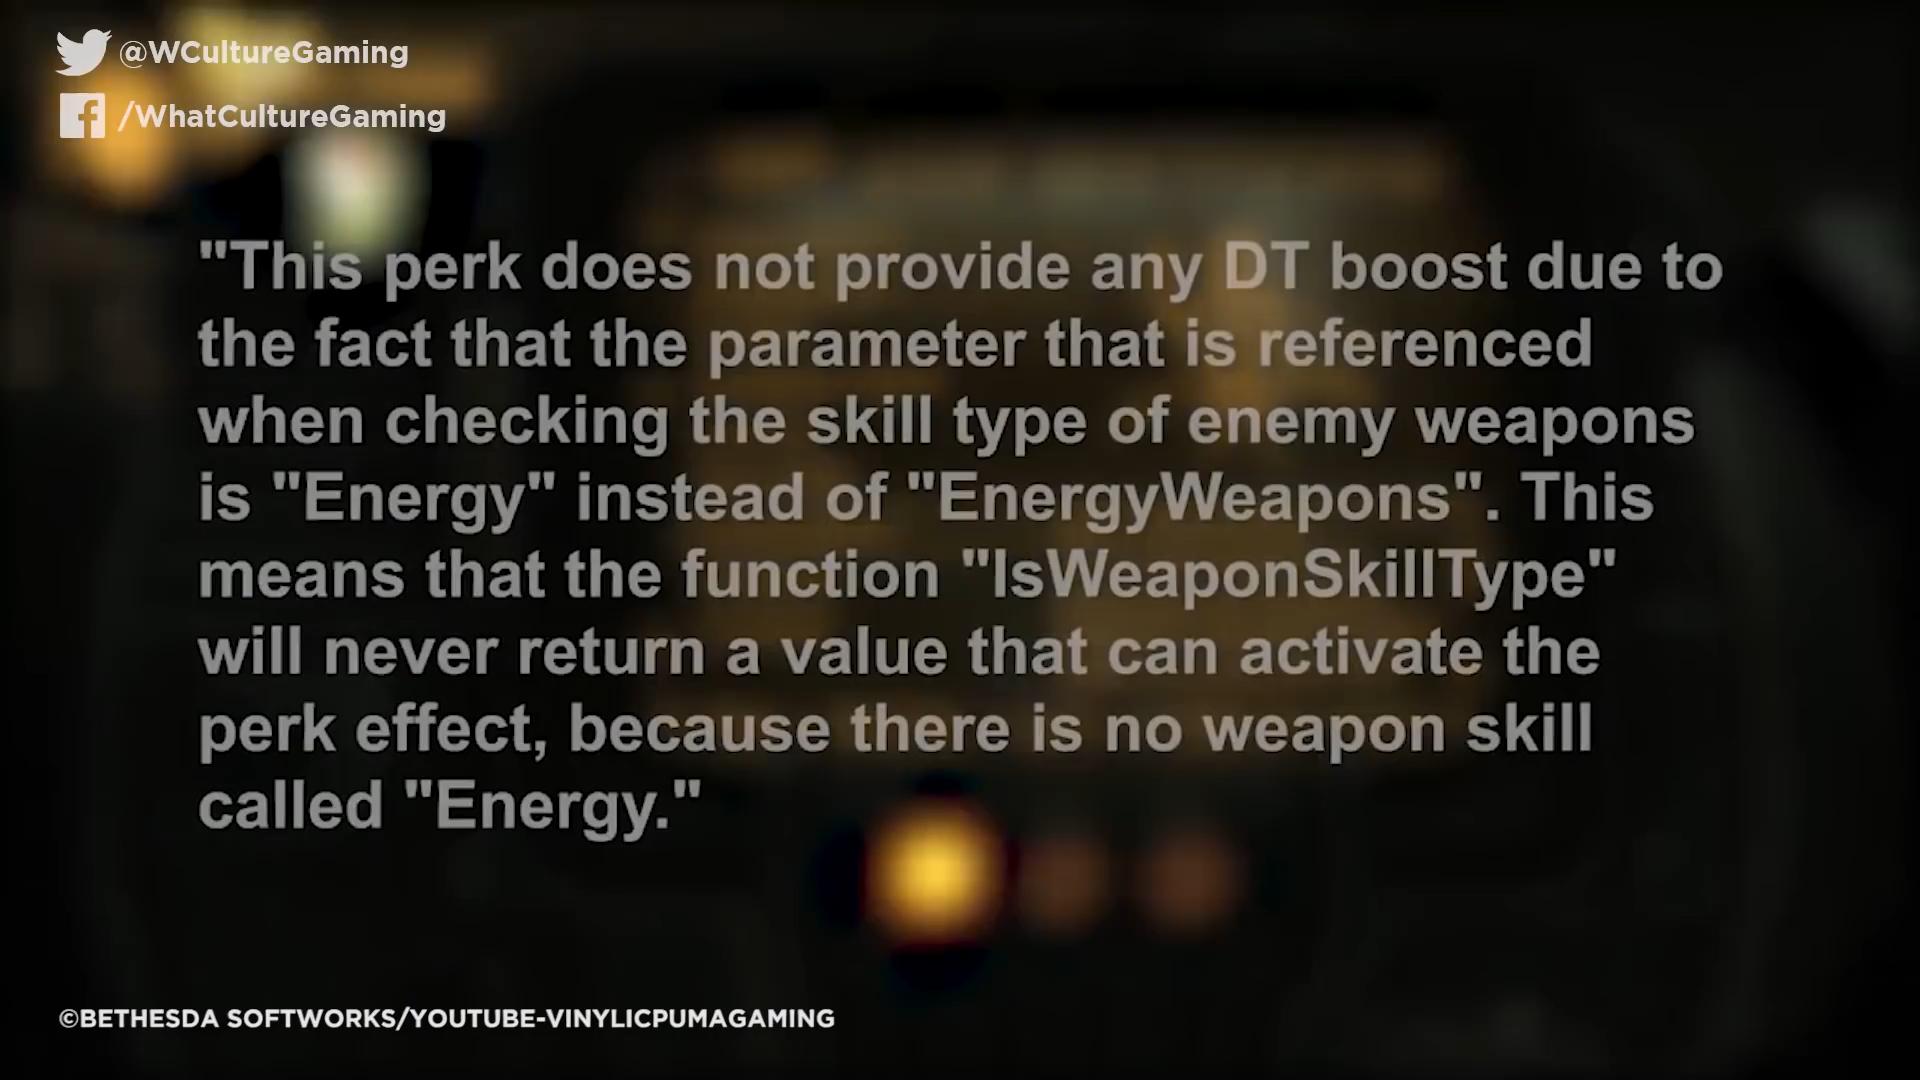 @WCultureGaming
/WhatCultureGaming
"This perk does not provide any DT boost due to
the fact that the parameter that is referenced
when checking the skill type of enemy weapons
is "Energy" instead of "EnergyWeapons". This
means that the function "IsWeaponSkillType"
will never return a value that can activate the
perk effect, because there is no weapon skill
called "Energy."
©BETHESDA SOFTWORKS/YOUTUBE-VINYLICPUMAGAMING